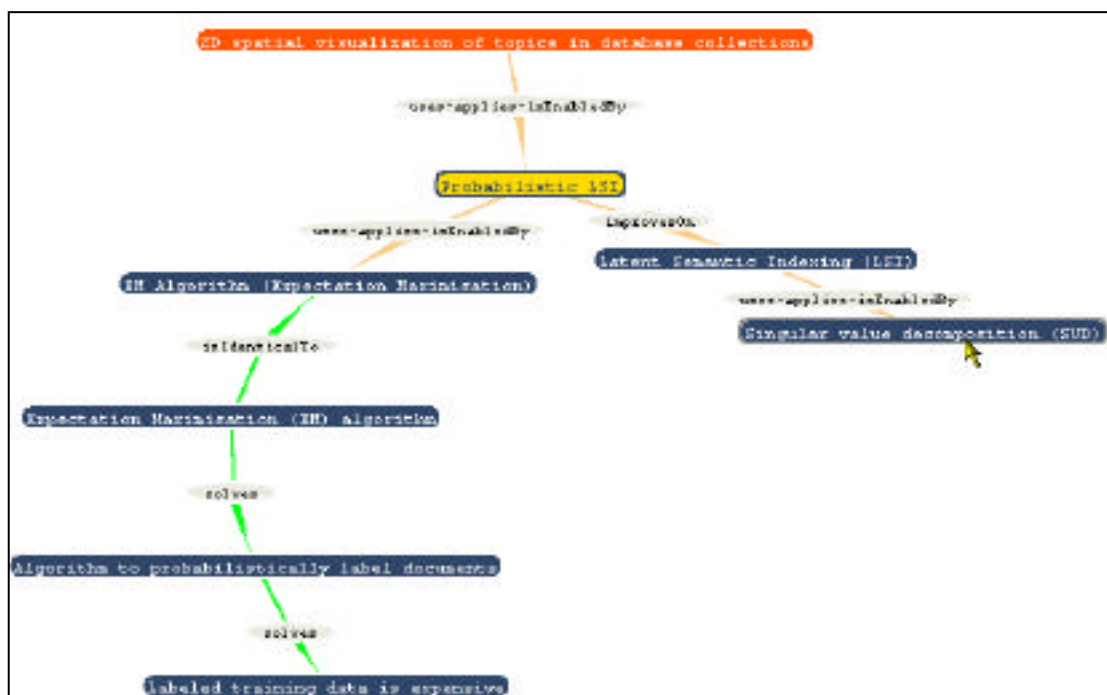 2D spatial visualization of topics in database collections
uses-applies-isEnabledBy
Probabilistic LSI
uses-applies-isEnabledBy
improvesOn
Latent Semantic Indexing (LSI)
EM Algorithm (Expectation Maximisation)
uses-applies-isEnabledBy
Singular value decomposition (SVD)
isIdenticalTo
Expectation Maximisation (EM) algorithm
solves
Algorithm to probabilistically label documents
solves
labeled training data is expensive